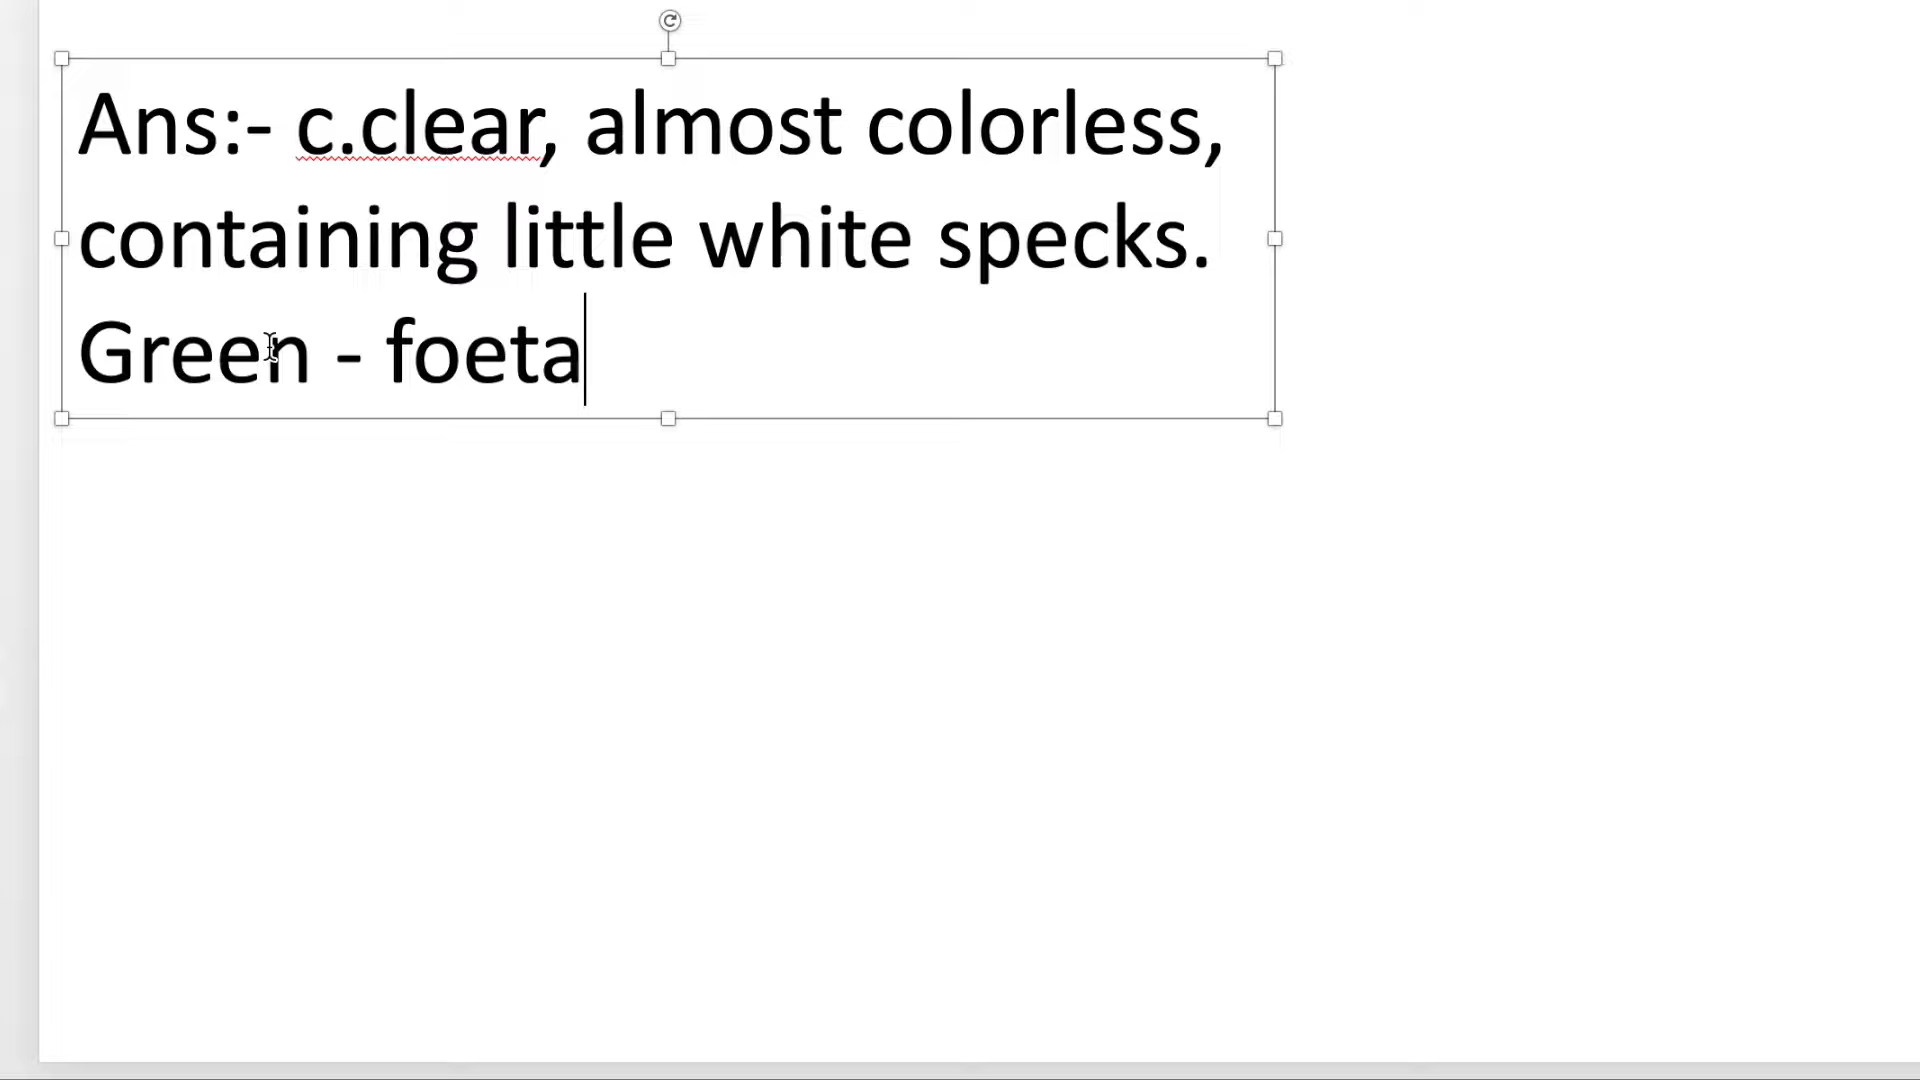 Ans:- c.clear, almost colorless,
containing little white specks.
Green - foeta